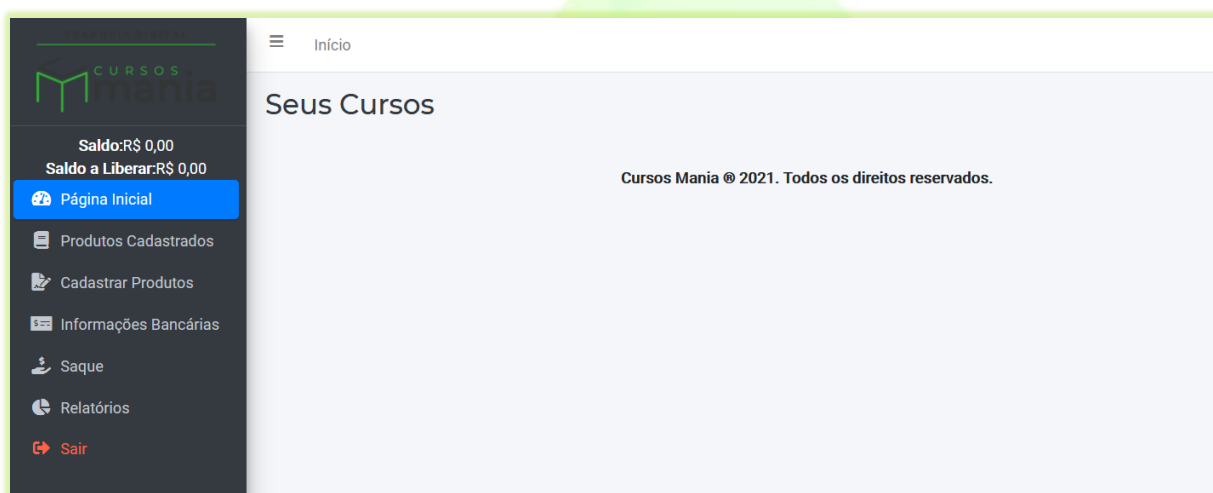 CURSOS
mania
Saldo:R$ 0,00
Saldo a Liberar:R$ 0,00
Página Inicial
Produtos Cadastrados
Cadastrar Produtos
Informações Bancárias
Saque
Relatórios
Sair
Início
Seus Cursos
Cursos Mania ® 2021. Todos os direitos reservados.